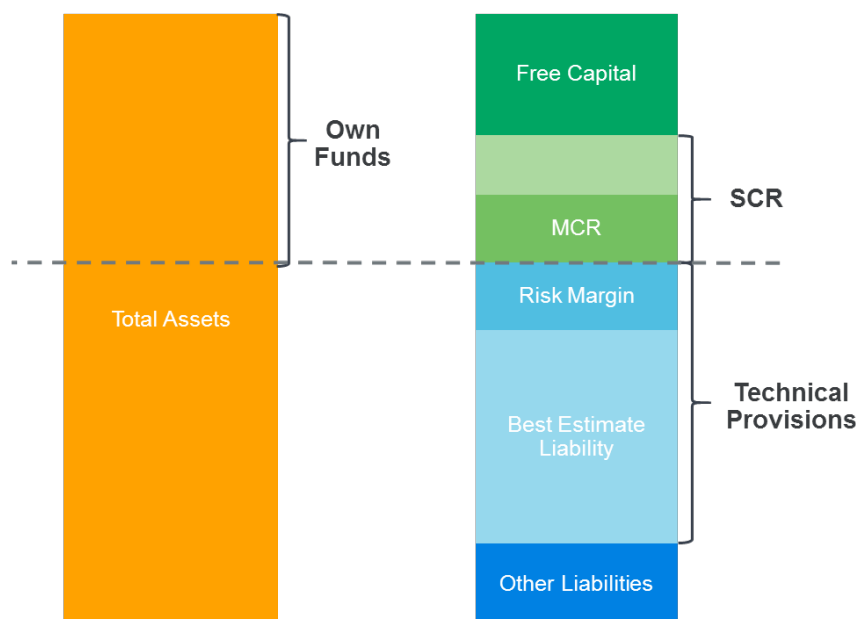 Free Capital
Own
Funds
SCR
MCR
Risk Margin
Total Assets
Technical
Provisions
Best Estimate
Liability
Other Liabilities